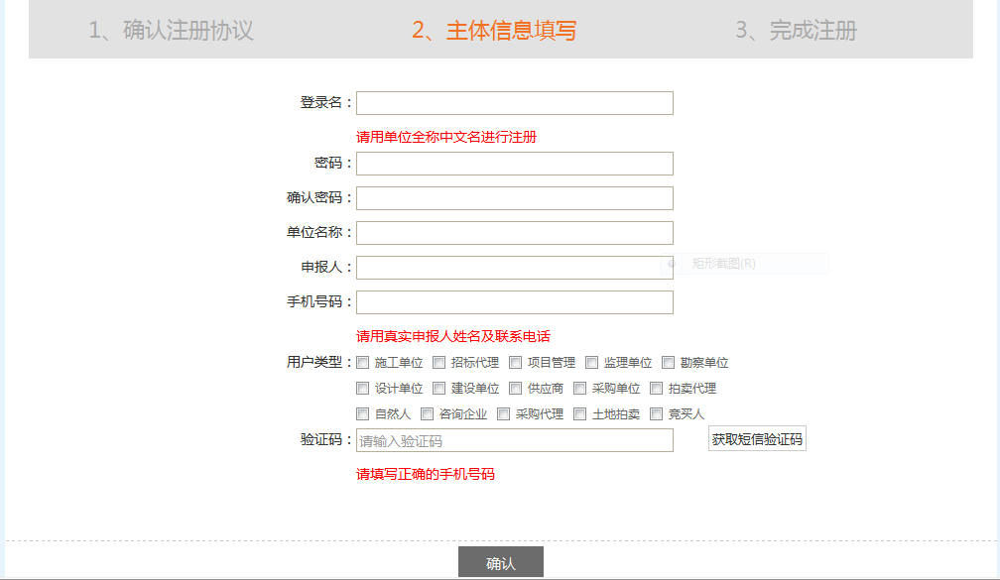 1、确认注册协议 2、主体信息填写 3、完成注册
登录名：
请用单位全称中文名进行注册
密码：
确认密码：
单位名称：
申报人：
矩形截图(R)
手机号码：
请用真实申报人姓名及联系电话
用户类型： 施工单位 招标代理 项目管理 监理单位 勘察单位
设计单位 建设单位 供应商 采购单位 拍卖代理
自然人 咨询企业 采购代理 土地拍卖 竞买人
验证码： 请输入验证码 获取短信验证码
请填写正确的手机号码
确认